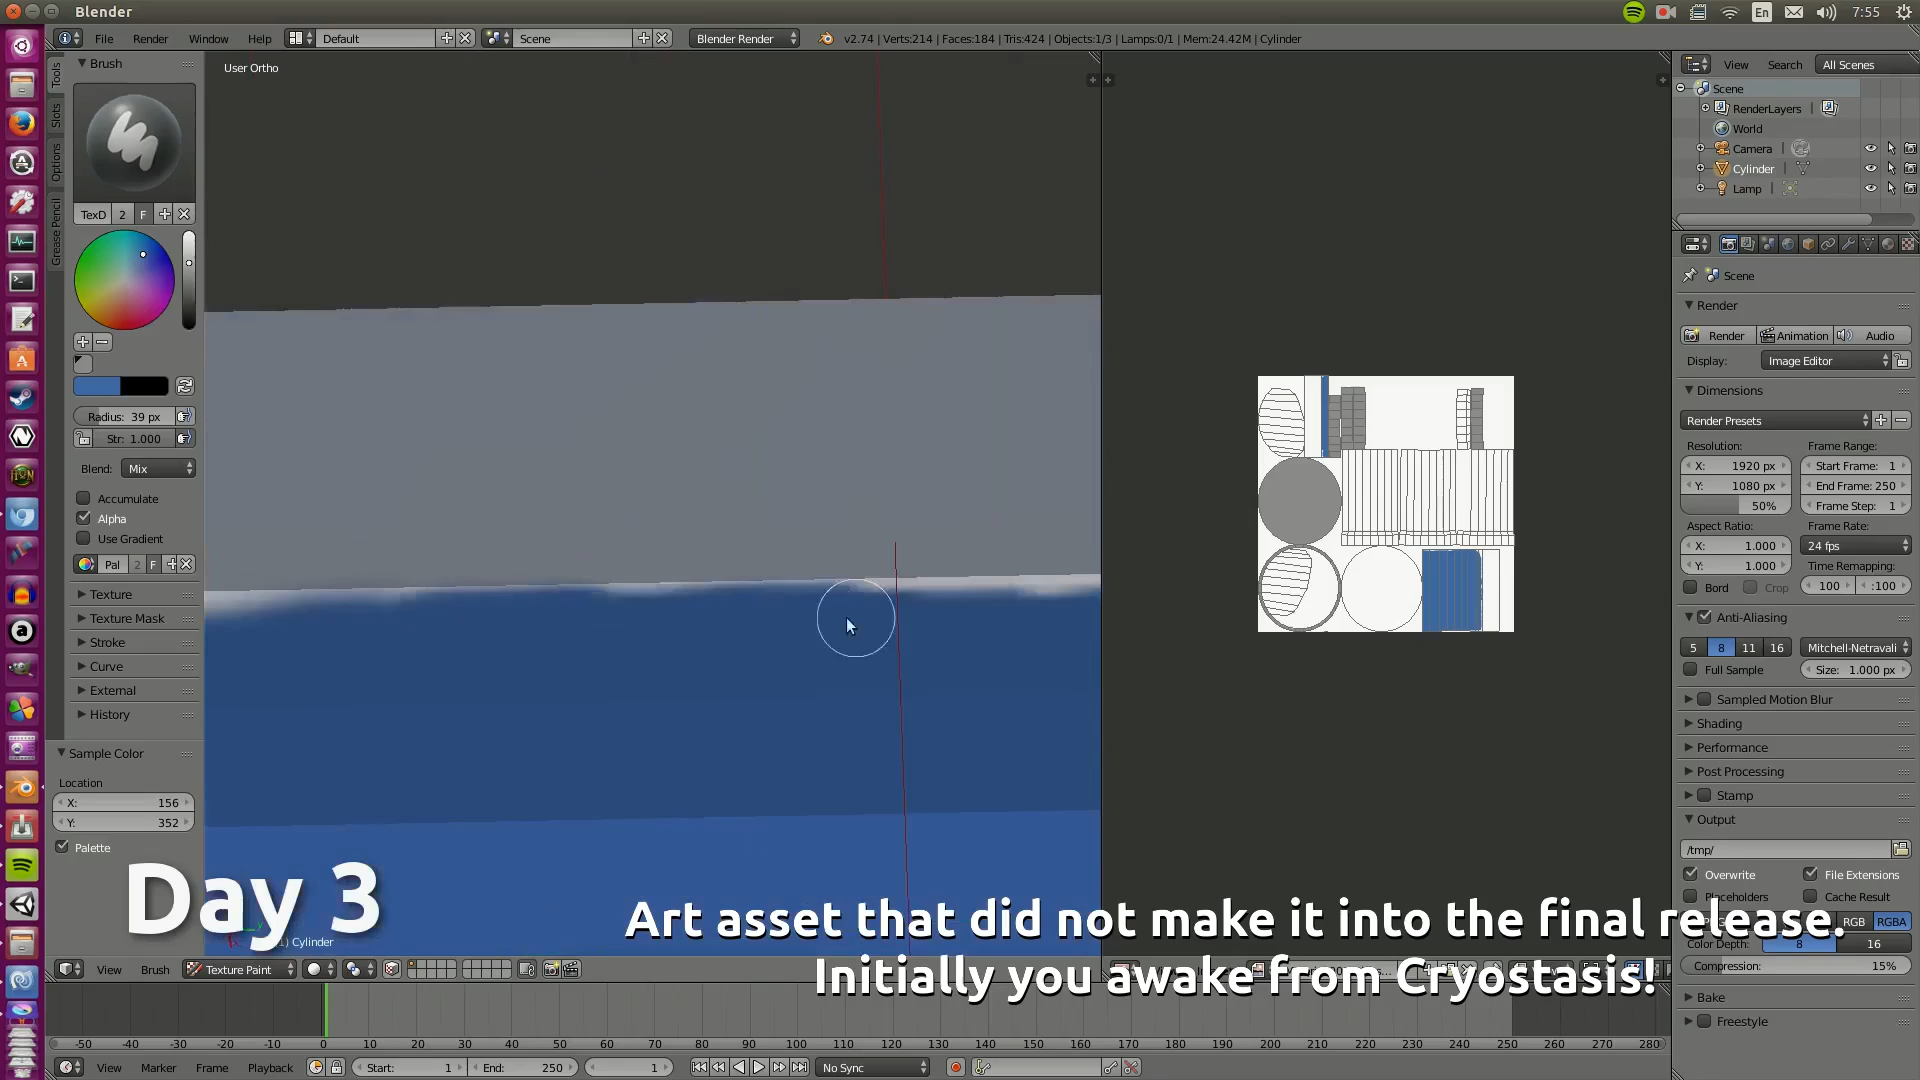 Blender
En
7:55
File Render Window Help Default Scene Blender Render v2.74 | Verts:214 | Faces:184 | Tris:424 | Objects:1/3 | Lamps:0/1 | Mem:24.42M | Cylinder
Tools
Slots
Options
Grease Pencil
Brush
TexD 2 F
Radius: 39 px
Str: 1.000
Blend: Mix
Accumulate
Alpha
Use Gradient
Pal 2 F
Texture
Texture Mask
Stroke
Curve
External
History
Sample Color
Location
X: 156
Y: 352
Palette
User Ortho
(1) Cylinder
View Brush Texture Paint
View Search All Scenes
Scene
RenderLayers
World
Camera
Cylinder
Lamp
Scene
Render
Render Animation Audio
Display: Image Editor
Dimensions
Render Presets
Resolution: Frame Range:
X: 1920 px Start Frame: 1
Y: 1080 px End Frame: 250
50% Frame Step: 1
Aspect Ratio: Frame Rate:
X: 1.000 24 fps
Y: 1.000 Time Remapping:
Bord Crop 100 :100
Anti-Aliasing
5 8 11 16 Mitchell-Netravali
Full Sample Size: 1.000 px
Sampled Motion Blur
Shading
Performance
Post Processing
Stamp
Output
/tmp/
Overwrite File Extensions
Placeholders Cache Result
RGB RGBA
Color Depth: 8 16
Compression: 15%
Bake
Freestyle
Day 3
Art asset that did not make it into the final release.
Initially you awake from Cryostasis!
-50 -40 -30 -20 -10 0 10 20 30 40 50 60 70 80 90 100 110 120 130 140 150 160 170 180 190 200 210 220 230 240 250 260 270 280
View Marker Frame Playback Start: 1 End: 250 1 No Sync